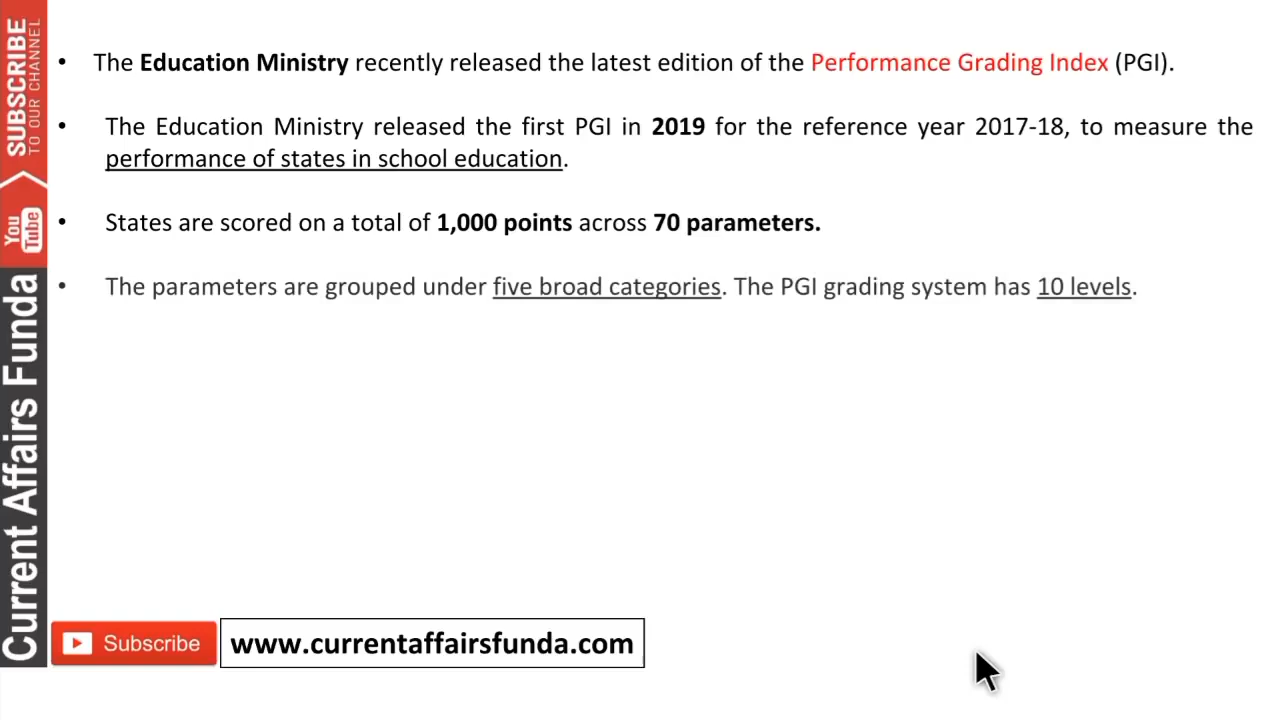 • The Education Ministry recently released the latest edition of the Performance Grading Index (PGI).
• The Education Ministry released the first PGI in 2019 for the reference year 2017-18, to measure the
performance of states in school education.
• States are scored on a total of 1,000 points across 70 parameters.
• The parameters are grouped under five broad categories. The PGI grading system has 10 levels.
SUBSCRIBE
TO OUR CHANNEL
You
Tube
Current Affairs Funda
Subscribe
www.currentaffairsfunda.com